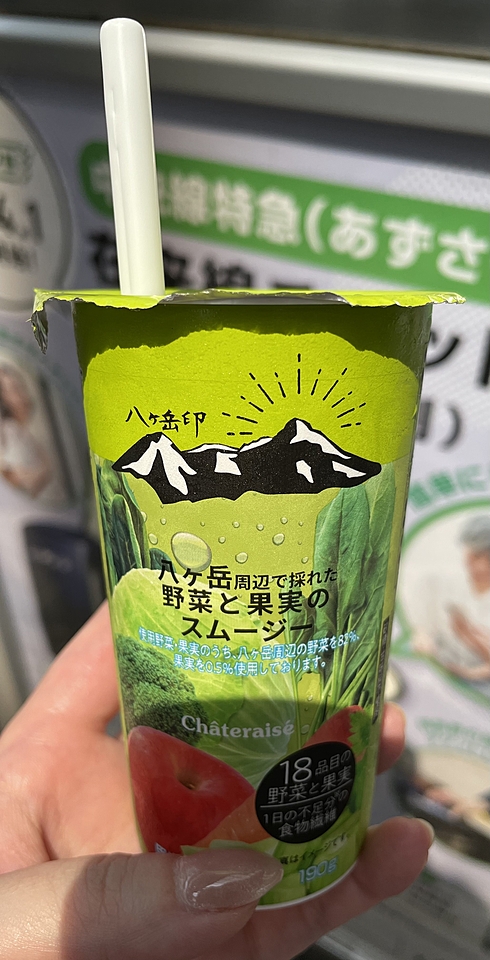 線特急(あずさ
八ヶ岳印
八ヶ岳周辺で採れた
野菜と果実の
スムージー
使用野菜・果実のうち、八ヶ岳周辺の野菜を83%、
果実を0.5%使用しております。
Châteraisé
18品目の
野菜と果実
1日の不足分の
食物繊維
190g